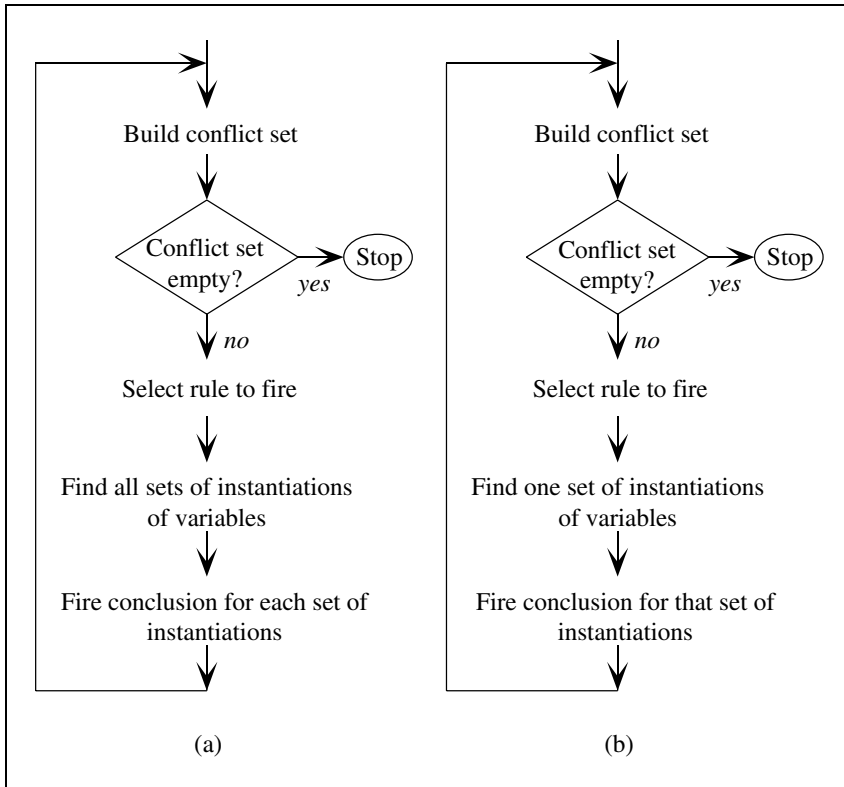 Build conflict set
Conflict set
empty?
yes
Stop
no
Select rule to fire
Find all sets of instantiations
of variables
Fire conclusion for each set of
instantiations
(a)
Build conflict set
Conflict set
empty?
yes
Stop
no
Select rule to fire
Find one set of instantiations
of variables
Fire conclusion for that set of
instantiations
(b)